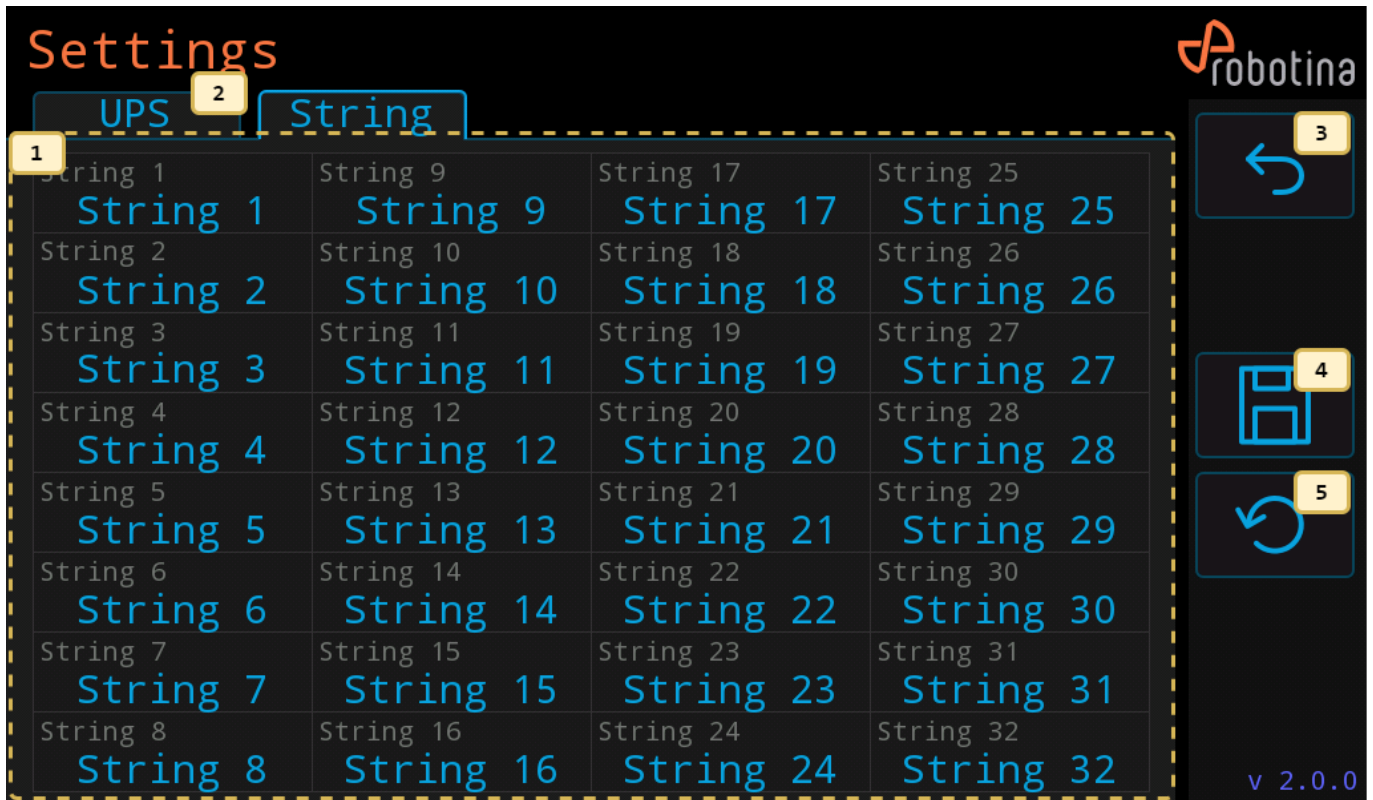 Settings
robotina
UPS
2
String
3
1
String 1
String 9
String 17
String 25
String 1
String 9
String 17
String 25
String 2
String 10
String 18
String 26
String 2
String 10
String 18
String 26
String 3
String 11
String 19
String 27
String 3
String 11
String 19
String 27
4
String 4
String 12
String 20
String 28
String 4
String 12
String 20
String 28
String 5
String 13
String 21
String 29
5
String 5
String 13
String 21
String 29
String 6
String 14
String 22
String 30
String 6
String 14
String 22
String 30
String 7
String 15
String 23
String 31
String 7
String 15
String 23
String 31
String 8
String 16
String 24
String 32
String 8
String 16
String 24
String 32
v 2.0.0